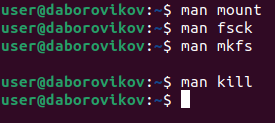 user@daborovikov:~$ man mount
user@daborovikov:~$ man fsck
user@daborovikov:~$ man mkfs
user@daborovikov:~$ man kill
user@daborovikov:~$